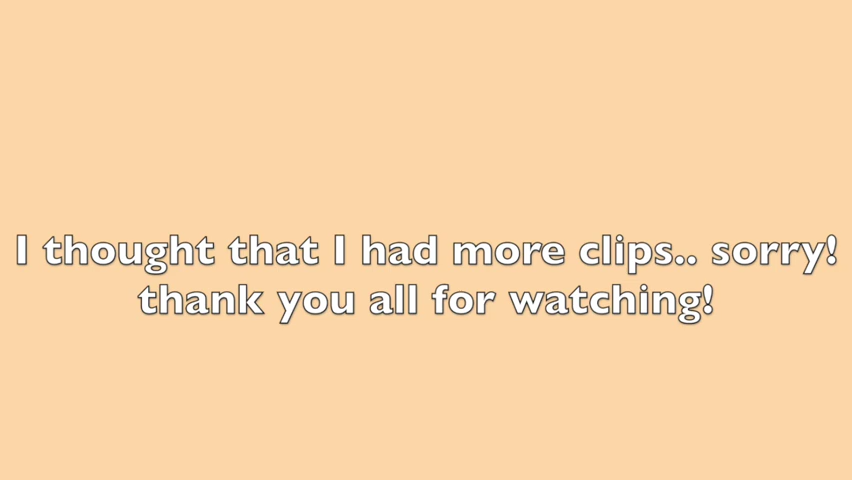 I thought that I had more clips.. sorry!
thank you all for watching!